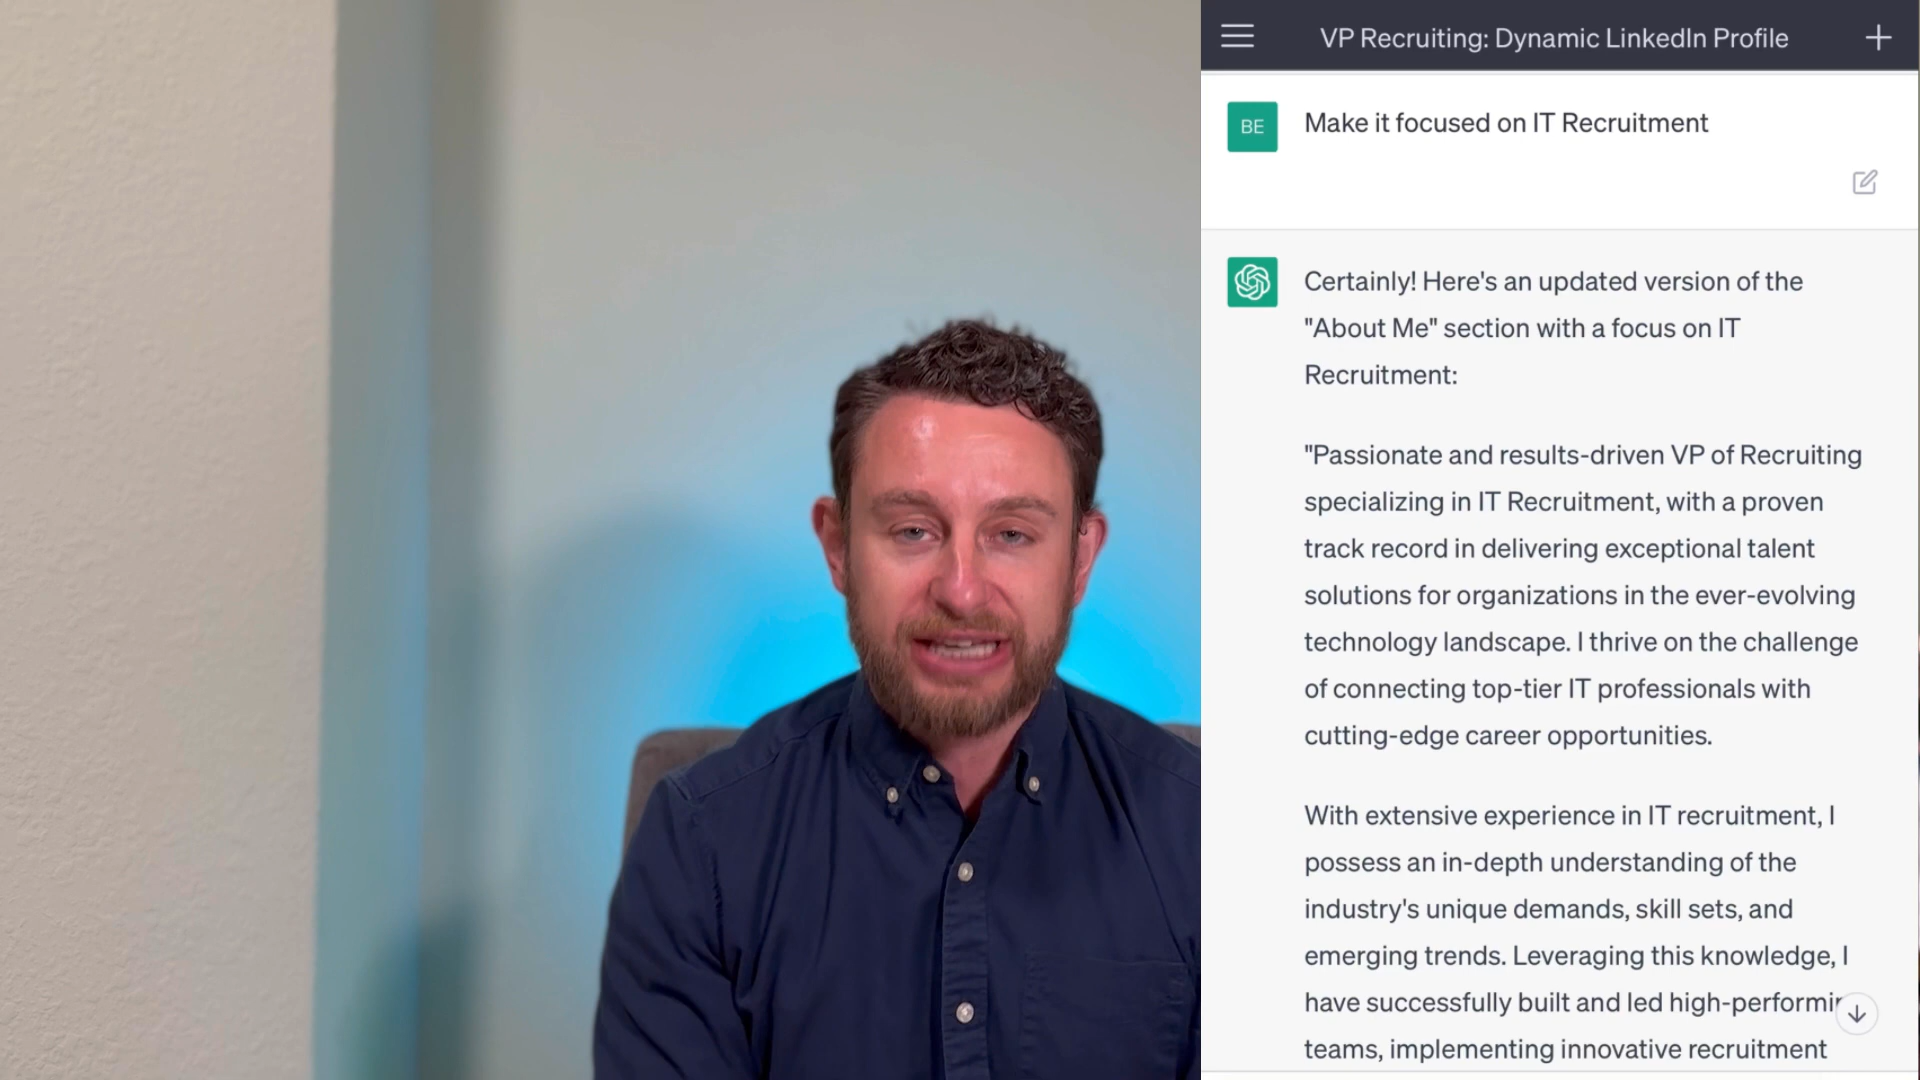 VP Recruiting: Dynamic LinkedIn Profile
BE
Make it focused on IT Recruitment
Certainly! Here's an updated version of the
"About Me" section with a focus on IT
Recruitment:
"Passionate and results-driven VP of Recruiting
specializing in IT Recruitment, with a proven
track record in delivering exceptional talent
solutions for organizations in the ever-evolving
technology landscape. I thrive on the challenge
of connecting top-tier IT professionals with
cutting-edge career opportunities.
With extensive experience in IT recruitment, I
possess an in-depth understanding of the
industry's unique demands, skill sets, and
emerging trends. Leveraging this knowledge, I
have successfully built and led
teams, implementing innovative recruitment